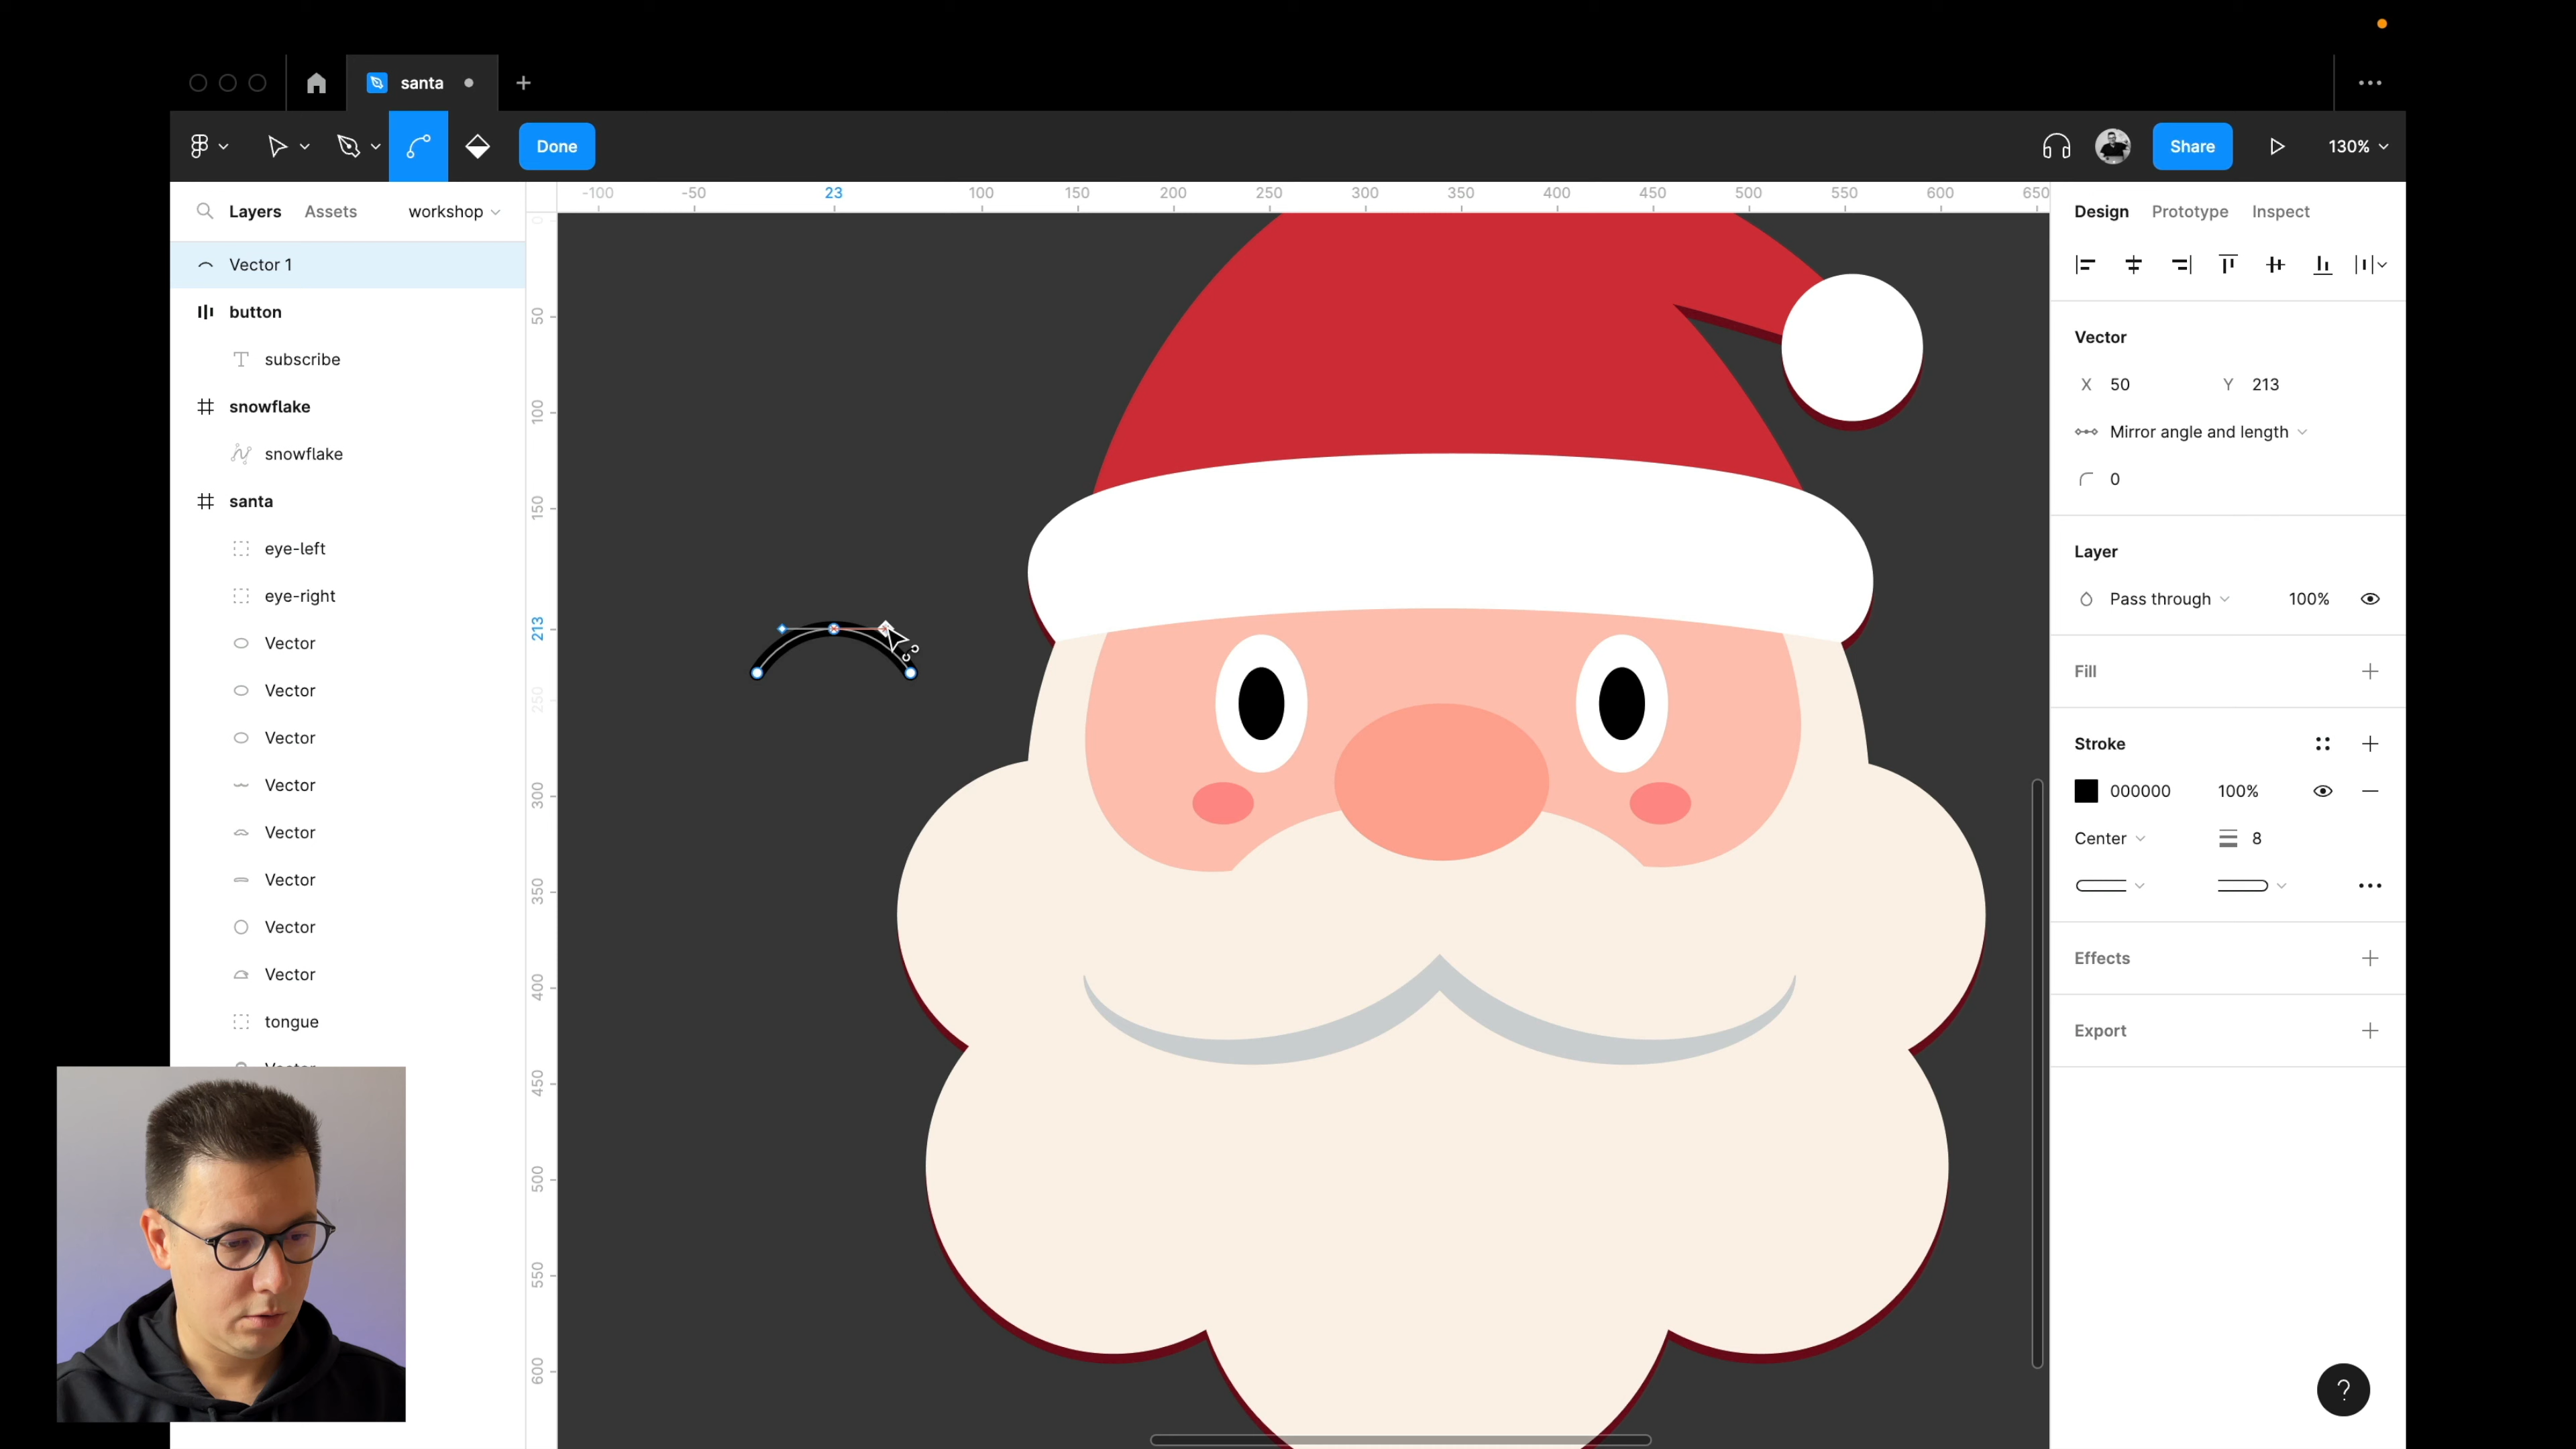 santa
Done
Share
130%
Layers
Assets
workshop
-100
-50
23
100
150
200
250
300
350
400
450
500
550
600
650
Design
Prototype
Inspect
Vector 1
button
subscribe
snowflake
snowflake
santa
eye-left
eye-right
Vector
Vector
Vector
Vector
Vector
Vector
Vector
Vector
tongue
Vector
0
50
100
150
213
250
300
350
400
450
500
550
600
Vector
X 50
Y 213
Mirror angle and length
0
Layer
Pass through
100%
Fill
Stroke
000000
100%
Center
8
Effects
Export
?